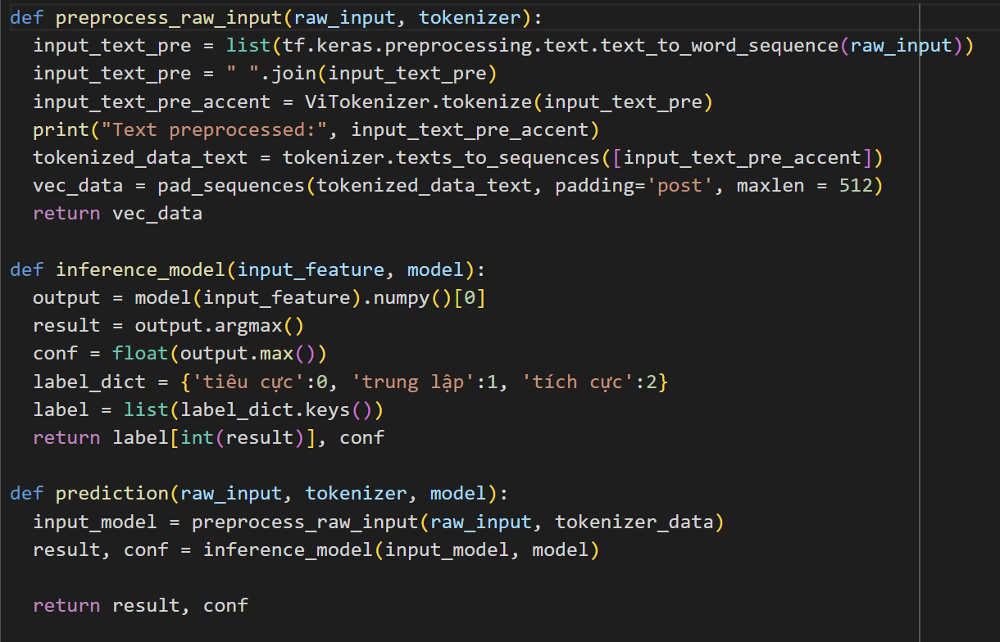 def preprocess_raw_input(raw_input, tokenizer):
  input_text_pre = list(tf.keras.preprocessing.text.text_to_word_sequence(raw_input))
  input_text_pre = " ".join(input_text_pre)
  input_text_pre_accent = ViTokenizer.tokenize(input_text_pre)
  print("Text preprocessed:", input_text_pre_accent)
  tokenized_data_text = tokenizer.texts_to_sequences([input_text_pre_accent])
  vec_data = pad_sequences(tokenized_data_text, padding='post', maxlen = 512)
  return vec_data

def inference_model(input_feature, model):
  output = model(input_feature).numpy()[0]
  result = output.argmax()
  conf = float(output.max())
  label_dict = {'tiêu cực':0, 'trung lập':1, 'tích cực':2}
  label = list(label_dict.keys())
  return label[int(result)], conf

def prediction(raw_input, tokenizer, model):
  input_model = preprocess_raw_input(raw_input, tokenizer_data)
  result, conf = inference_model(input_model, model)

  return result, conf